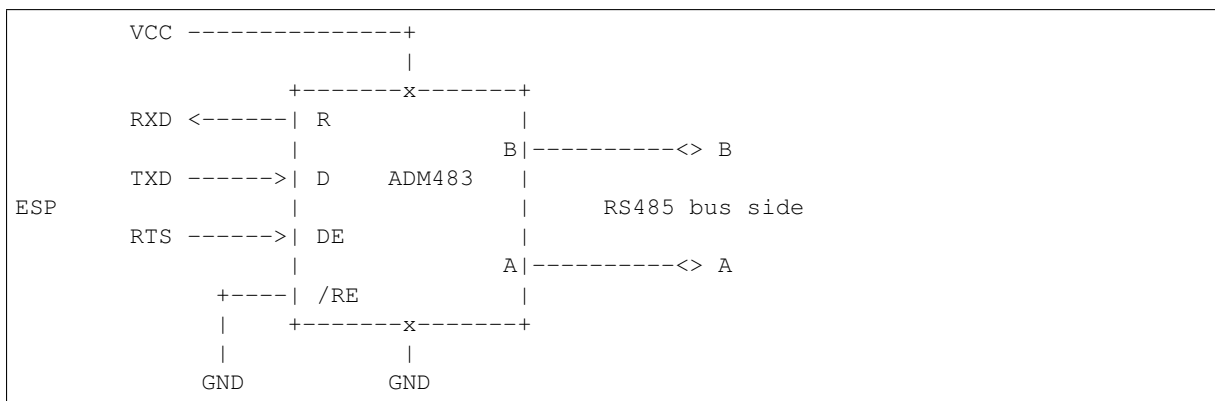 VCC ---------------+
                           |
                   +-------x-------+
        RXD <------| R             |
                   |              B|----------<> B
        TXD ------>| D    ADM483   |
ESP                |               |     RS485 bus side
        RTS ------>| DE            |
                   |              A|----------<> A
              +----| /RE           |
              |    +-------x-------+
              |            |
             GND          GND